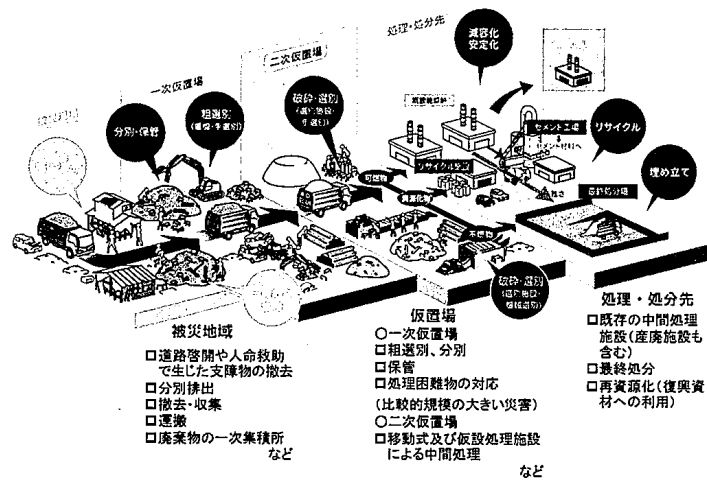 処理・処分先
減容化
安定化
二次仮置場
一次仮置場
粗選別
分別・保管
破砕・選別
セメント工場
リサイクル
可燃物
資源化物
不燃物
最終処分場
埋め立て
破砕・選別
被災地域
□道路啓開や人命救助
で生じた支障物の撤去
□分別排出
□撤去・収集
□運搬
□廃棄物の一次集積所
など
仮置場
○一次仮置場
□粗選別、分別
□保管
□処理困難物の対応
(比較的規模の大きい災害)
○二次仮置場
□移動式及び仮設処理施設
による中間処理
など
処理・処分先
□既存の中間処理
施設(産廃施設も
含む)
□最終処分
□再資源化(復興資
材への利用)